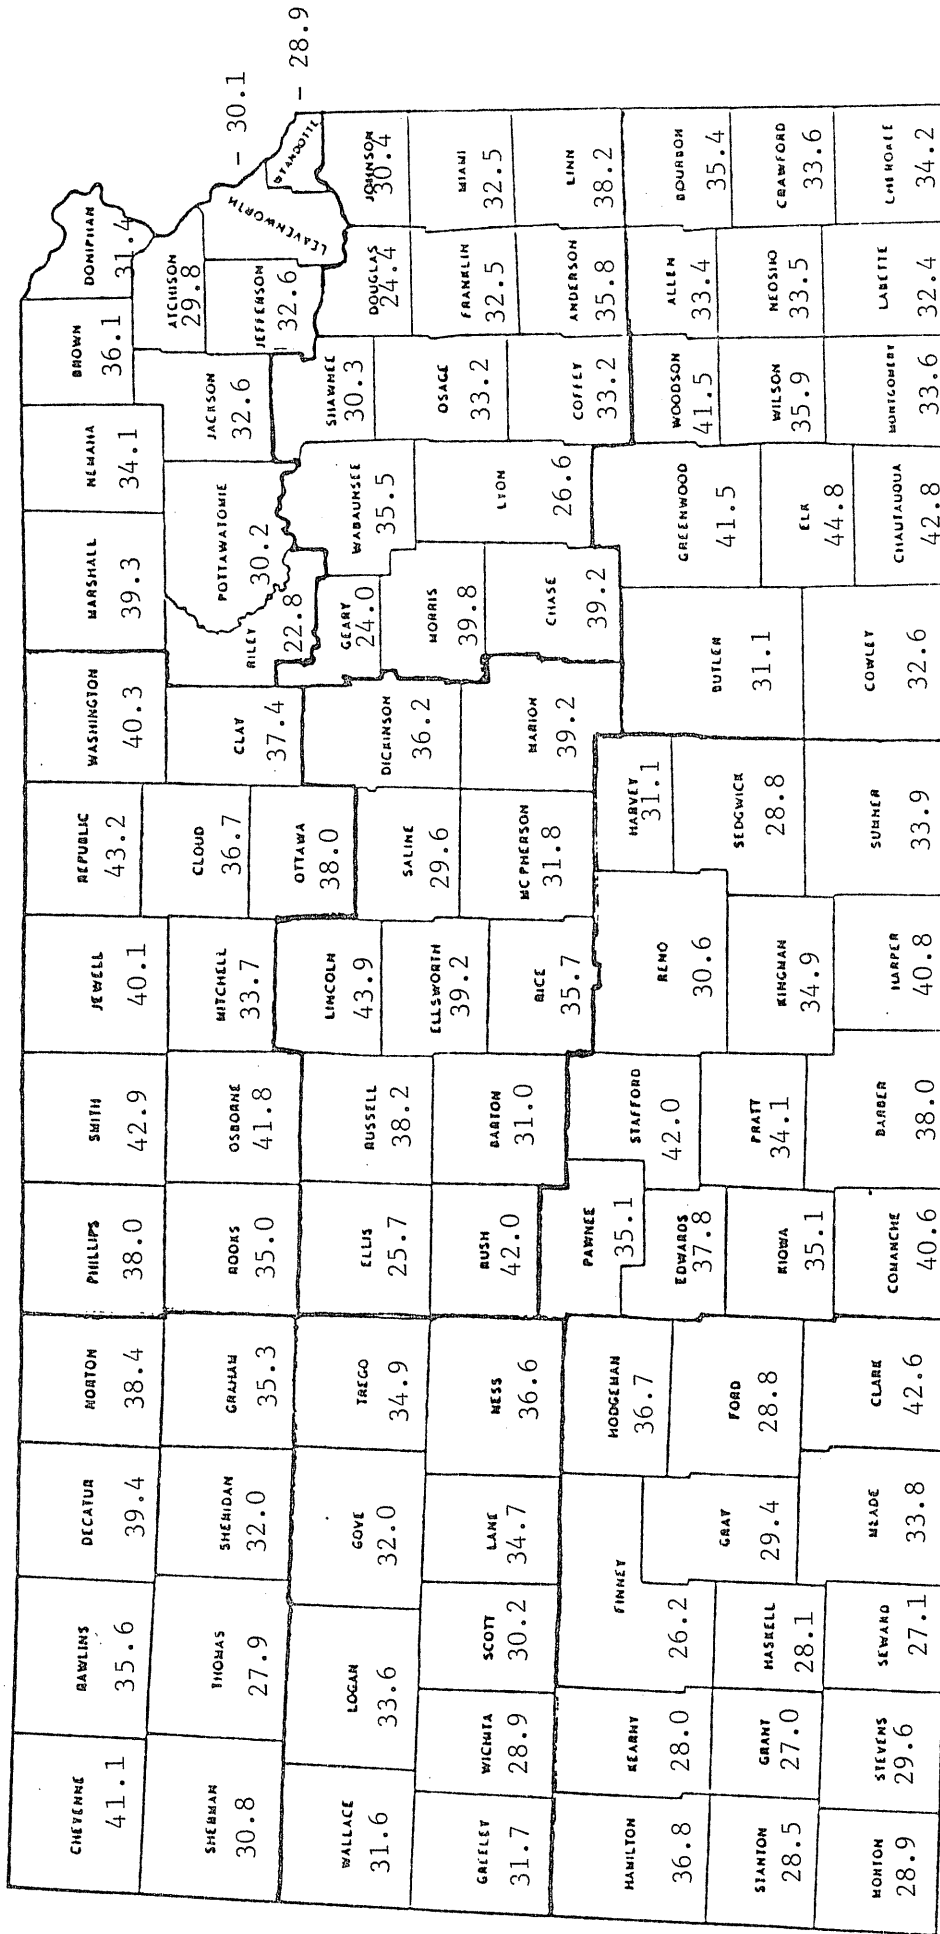 CHEYENNE
41.1
RAWLINS
35.6
DECATUR
39.4
NORTON
38.4
PHILLIPS
38.0
SMITH
42.9
JEWELL
40.1
REPUBLIC
43.2
WASHINGTON
40.3
MARSHALL
39.3
NEMAHA
34.1
BROWN
36.1
DONIPHAN
31.4
SHERMAN
30.8
THOMAS
27.9
SHERIDAN
32.0
GRAHAM
35.3
ROOKS
35.0
OSBORNE
41.8
MITCHELL
33.7
CLOUD
36.7
CLAY
37.4
RILEY
22.8
POTTAWATOMIE
30.2
JACKSON
32.6
ATCHISON
29.8
JEFFERSON
32.6
LEAVENWORTH
- 30.1
WYANDOTTE
- 28.9
WALLACE
31.6
LOGAN
33.6
GOVE
32.0
TREGO
34.9
ELLIS
25.7
RUSSELL
38.2
LINCOLN
43.9
OTTAWA
38.0
SALINE
29.6
DICKINSON
36.2
GEARY
24.0
WABAUNSEE
35.5
SHAWNEE
30.3
DOUGLAS
24.4
JOHNSON
30.4
GREELEY
31.7
WICHITA
28.9
SCOTT
30.2
LANE
34.7
NESS
36.6
RUSH
42.0
BARTON
31.0
ELLSWORTH
39.2
RICE
35.7
MC PHERSON
31.8
MARION
39.2
MORRIS
39.8
CHASE
39.2
LYON
26.6
OSAGE
33.2
FRANKLIN
32.5
MIAMI
32.5
COFFEY
33.2
ANDERSON
35.8
LINN
38.2
HAMILTON
36.8
KEARNY
28.0
FINNEY
26.2
HODGEMAN
36.7
PAWNEE
35.1
STAFFORD
42.0
RENO
30.6
HARVEY
31.1
BUTLER
31.1
GREENWOOD
41.5
WOODSON
41.5
ALLEN
33.4
BOURBON
35.4
EDWARDS
37.8
SEDGWICK
28.8
STANTON
28.5
GRANT
27.0
HASKELL
28.1
GRAY
29.4
FORD
28.8
KIOWA
35.1
PRATT
34.1
KINGMAN
34.9
ELK
44.8
WILSON
35.9
NEOSHO
33.5
CRAWFORD
33.6
MORTON
28.9
STEVENS
29.6
SEWARD
27.1
MEADE
33.8
CLARK
42.6
COMANCHE
40.6
BARBER
38.0
HARPER
40.8
SUMNER
33.9
COWLEY
32.6
CHAUTAUQUA
42.8
MONTGOMERY
33.6
LABETTE
32.4
CHEROKEE
34.2